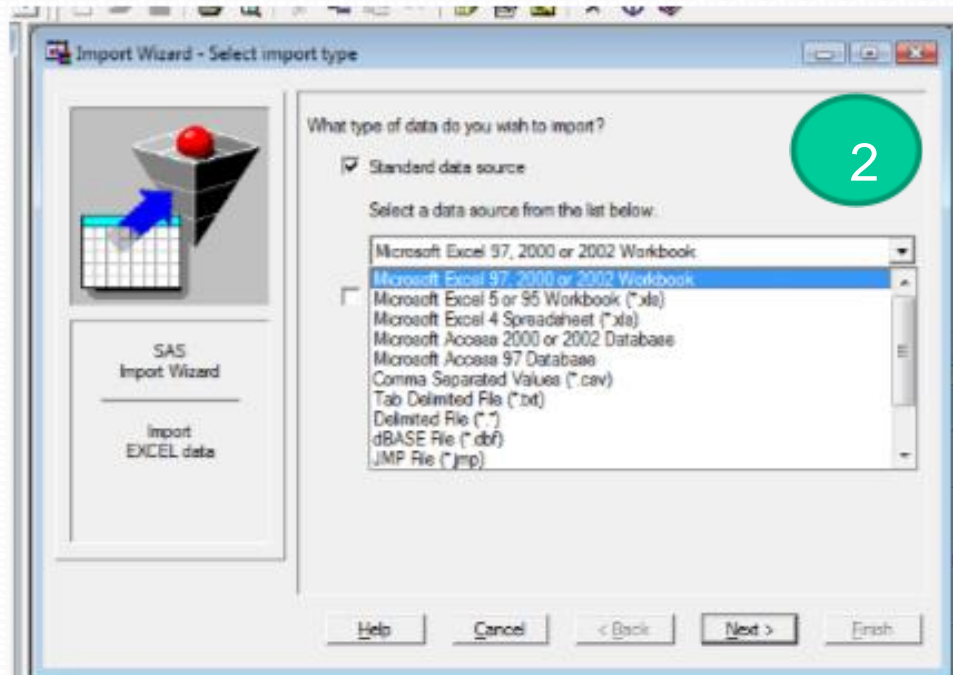 Import Wizard - Select import type
What type of data do you wish to import?
2
Standard data source
Select a data source from the list below.
Microsoft Excel 97, 2000 or 2002 Workbook
Microsoft Excel 97, 2000 or 2002 Workbook
Microsoft Excel 5 or 95 Workbook (*.xls)
Microsoft Excel 4 Spreadsheet (*.xls)
Microsoft Access 2000 or 2002 Database
Microsoft Access 97 Database
Comma Separated Values (*.csv)
Tab Delimited File (*.txt)
Delimited File (*.*)
dBASE File (*.dbf)
JMP File (*.jmp)
SAS
Import Wizard
Import
EXCEL data
Help Cancel < Back Next > Finish